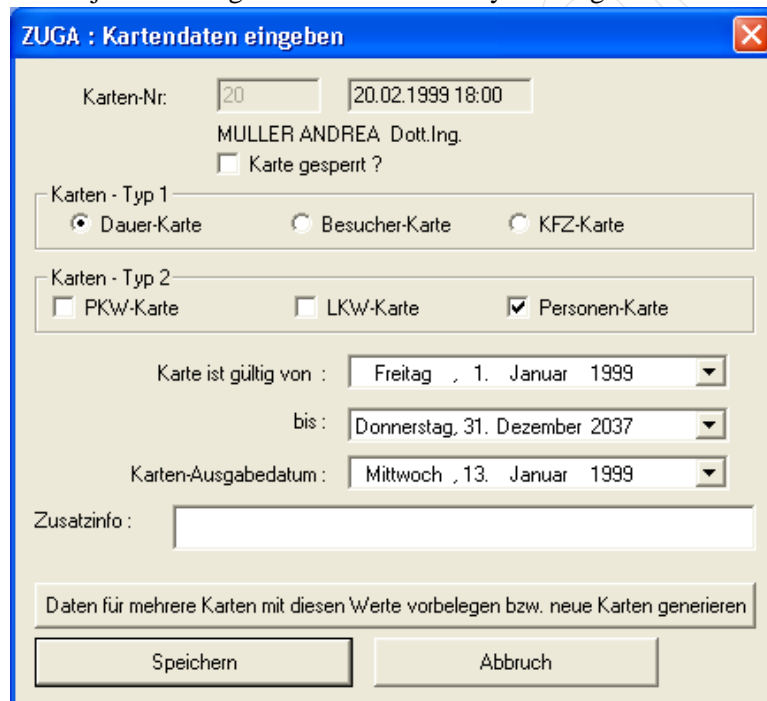 ZUGA : Kartendaten eingeben
Karten-Nr: 20 20.02.1999 18:00
MULLER ANDREA Dott.Ing.
Karte gesperrt ?
Karten - Typ 1
Dauer-Karte Besucher-Karte KFZ-Karte
Karten - Typ 2
PKW-Karte LKW-Karte Personen-Karte
Karte ist gültig von : Freitag , 1. Januar 1999
bis : Donnerstag, 31. Dezember 2037
Karten-Ausgabedatum : Mittwoch , 13. Januar 1999
Zusatzinfo :
Daten für mehrere Karten mit diesen Werte vorbelegen bzw. neue Karten generieren
Speichern Abbruch